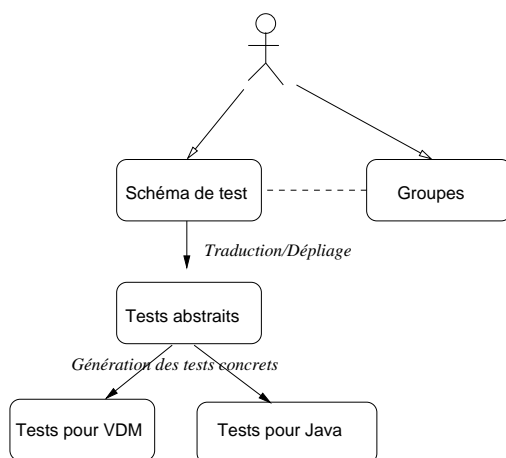 Schéma de test
Groupes
Traduction/Dépliage
Tests abstraits
Génération des tests concrets
Tests pour VDM
Tests pour Java